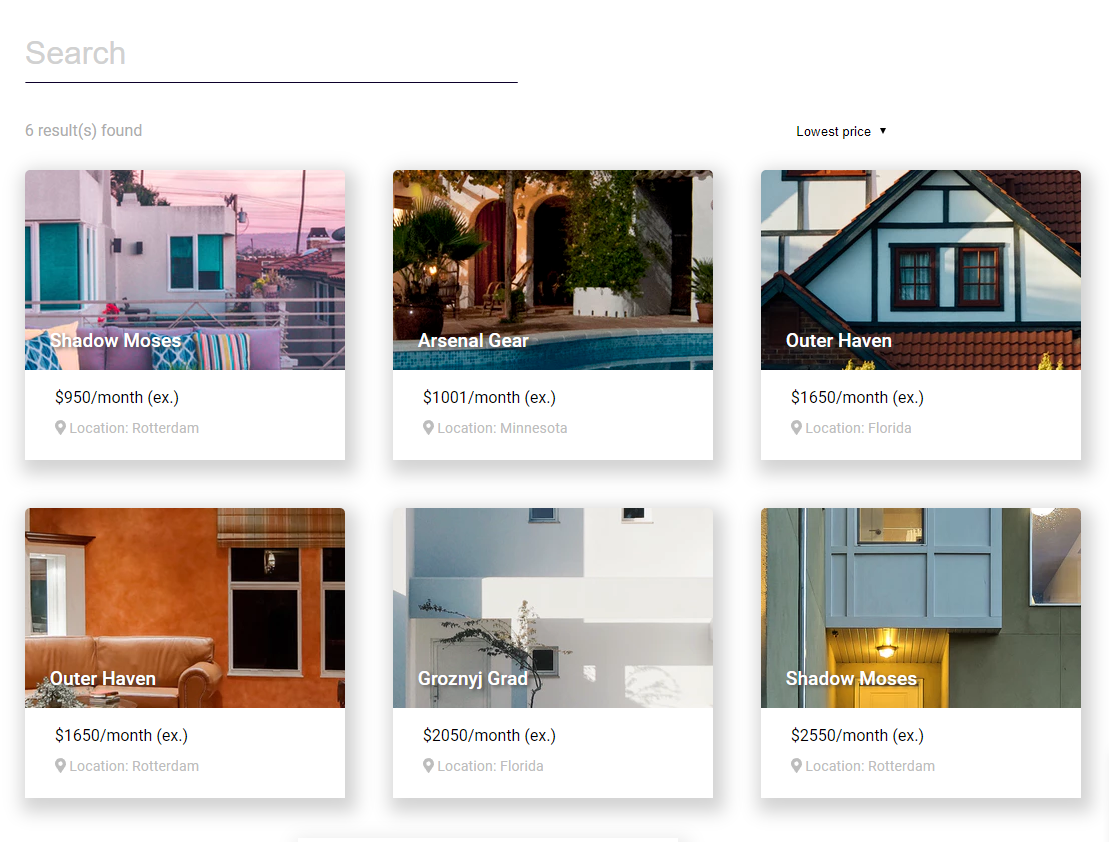 Search
6 result(s) found
Lowest price ▼
Shadow Moses
Arsenal Gear
Outer Haven
$950/month (ex.)
$1001/month (ex.)
$1650/month (ex.)
Location: Rotterdam
Location: Minnesota
Location: Florida
Outer Haven
Groznyj Grad
Shadow Moses
$1650/month (ex.)
$2050/month (ex.)
$2550/month (ex.)
Location: Rotterdam
Location: Florida
Location: Rotterdam